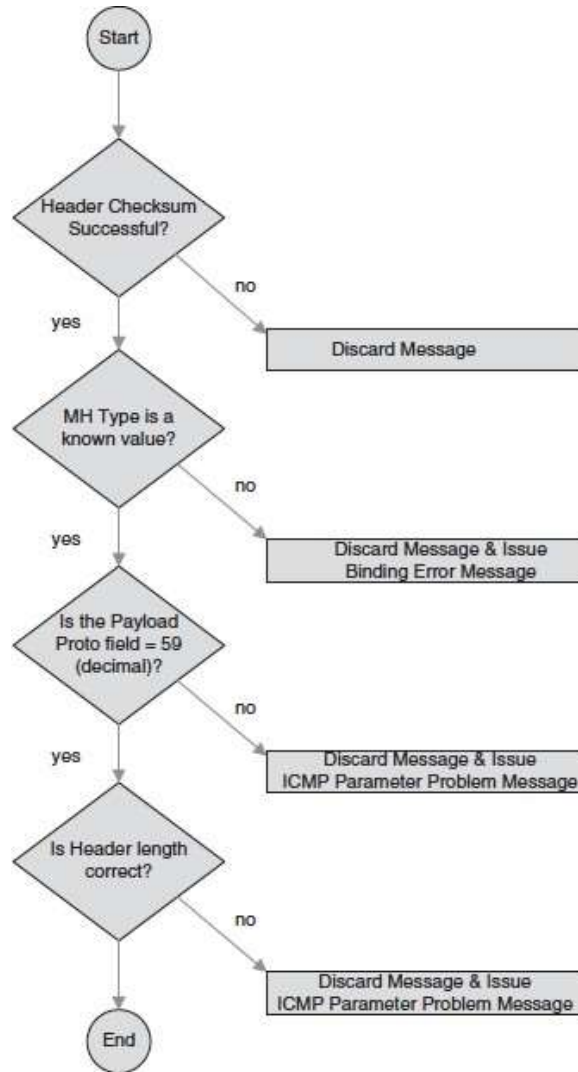 Start
Header Checksum
Successful?
no
yes
Discard Message
MH Type is a
known value?
no
yes
Discard Message & Issue
Binding Error Message
Is the Payload
Proto field = 59
(decimal)?
no
yes
Discard Message & Issue
ICMP Parameter Problem Message
Is Header length
correct?
no
Discard Message & Issue
ICMP Parameter Problem Message
End